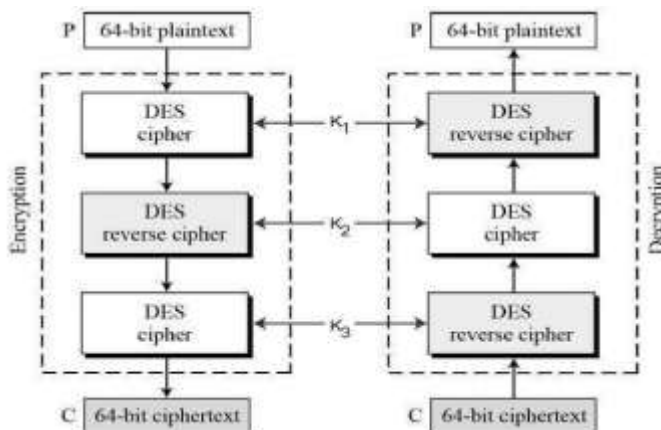 P 64-bit plaintext
P 64-bit plaintext
Encryption
DES
cipher
K1
DES
reverse cipher
DES
reverse cipher
K2
DES
cipher
DES
cipher
K3
DES
reverse cipher
Decryption
C 64-bit ciphertext
C 64-bit ciphertext